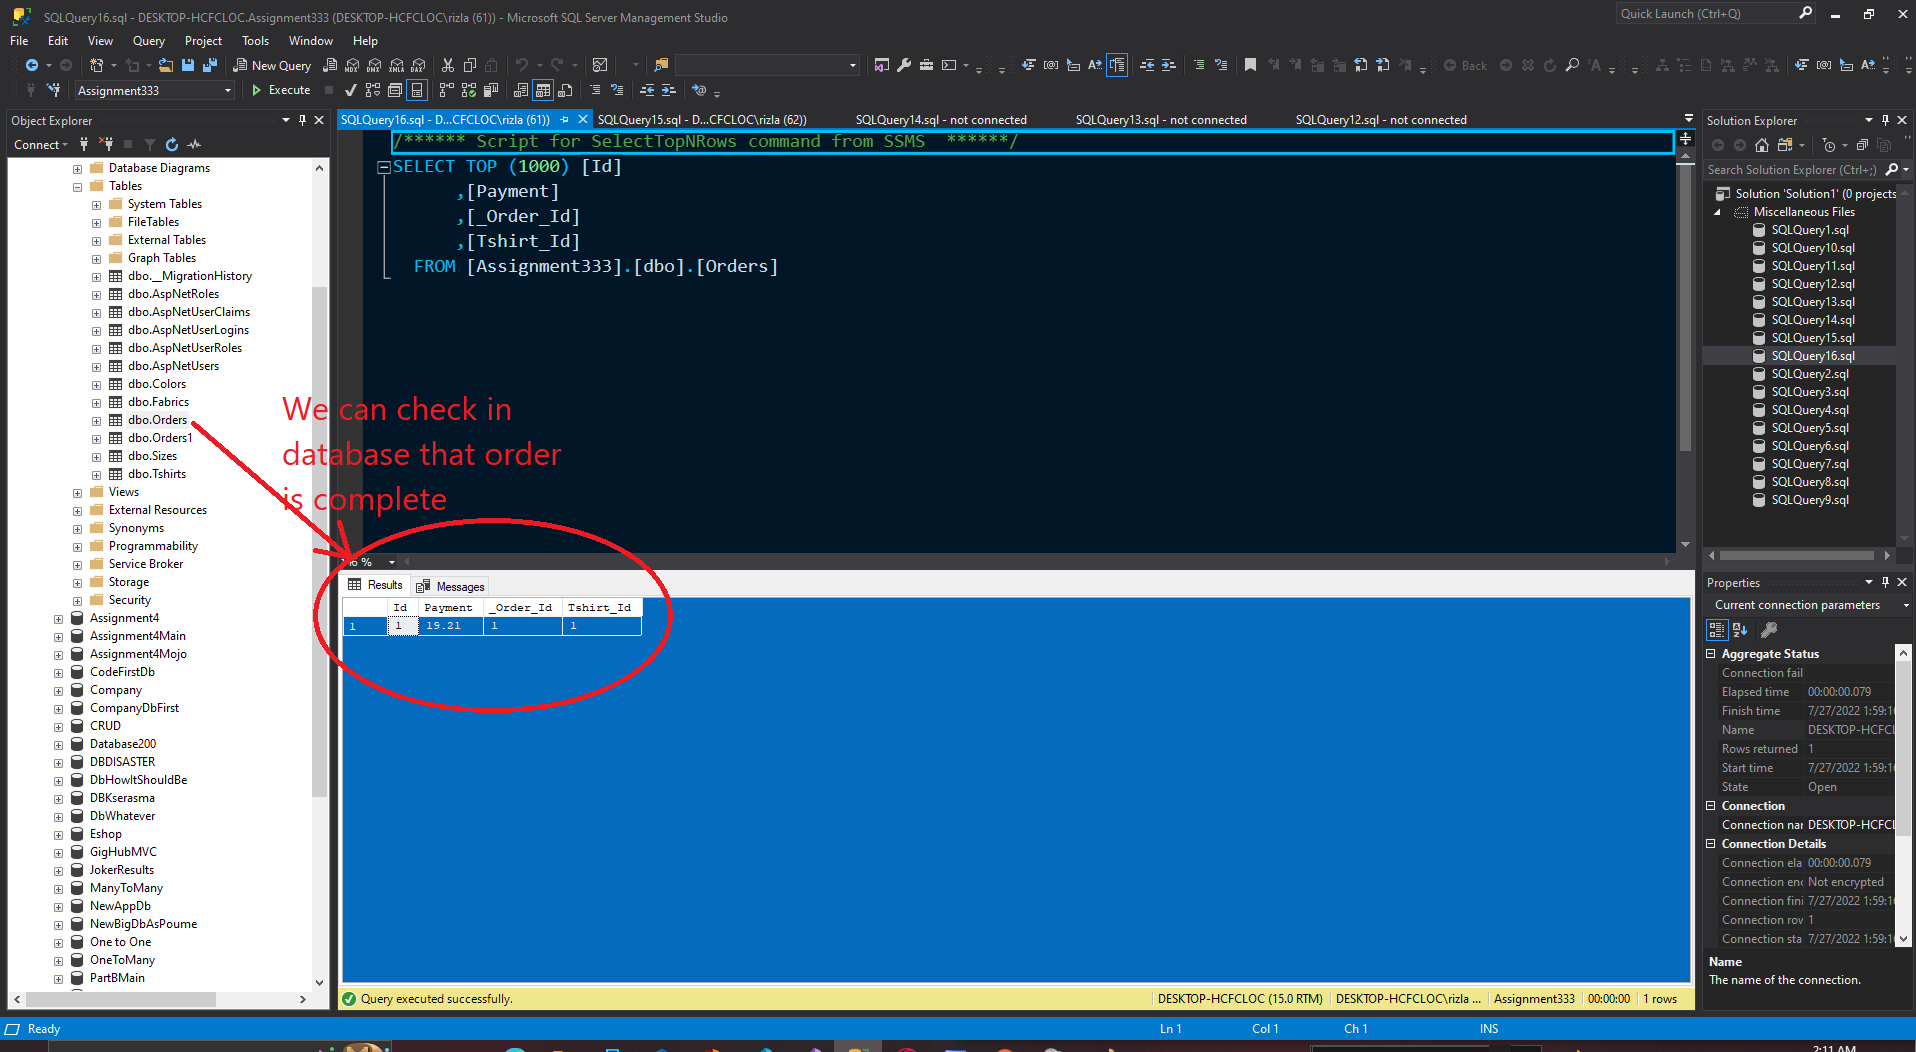 SQLQuery16.sql - DESKTOP-HCFCLOC.Assignment333 (DESKTOP-HCFCLOC\rizla (61)) - Microsoft SQL Server Management Studio
Quick Launch (Ctrl+Q)
File Edit View Query Project Tools Window Help
New Query
MDX DMX XMLA DAX
Back
Assignment333
Execute
Object Explorer
Connect
Database Diagrams
Tables
System Tables
FileTables
External Tables
Graph Tables
dbo.__MigrationHistory
dbo.AspNetRoles
dbo.AspNetUserClaims
dbo.AspNetUserLogins
dbo.AspNetUserRoles
dbo.AspNetUsers
dbo.Colors
dbo.Fabrics
dbo.Orders
dbo.Orders1
dbo.Sizes
dbo.Tshirts
Views
External Resources
Synonyms
Programmability
Service Broker
Storage
Security
Assignment4
Assignment4Main
Assignment4Mojo
CodeFirstDb
Company
CompanyDbFirst
CRUD
Database200
DBDISASTER
DbHowItShouldBe
DBKserasma
DbWhatever
Eshop
GigHubMVC
JokerResults
ManyToMany
NewAppDb
NewBigDbAsPoume
One to One
OneToMany
PartBMain
SQLQuery16.sql - D...CFCLOC\rizla (61)) SQLQuery15.sql - D...CFCLOC\rizla (62)) SQLQuery14.sql - not connected SQLQuery13.sql - not connected SQLQuery12.sql - not connected
/****** Script for SelectTopNRows command from SSMS ******/
SELECT TOP (1000) [Id]
,[Payment]
,[_Order_Id]
,[Tshirt_Id]
FROM [Assignment333].[dbo].[Orders]
We can check in
database that order
is complete
%
Results Messages
Id Payment _Order_Id Tshirt_Id
1 1 19.21 1 1
Query executed successfully.
DESKTOP-HCFCLOC (15.0 RTM) DESKTOP-HCFCLOC\rizla ... Assignment333 00:00:00 1 rows
Solution Explorer
Search Solution Explorer (Ctrl+;)
Solution 'Solution1' (0 projects
Miscellaneous Files
SQLQuery1.sql
SQLQuery10.sql
SQLQuery11.sql
SQLQuery12.sql
SQLQuery13.sql
SQLQuery14.sql
SQLQuery15.sql
SQLQuery16.sql
SQLQuery2.sql
SQLQuery3.sql
SQLQuery4.sql
SQLQuery5.sql
SQLQuery6.sql
SQLQuery7.sql
SQLQuery8.sql
SQLQuery9.sql
Properties
Current connection parameters
Aggregate Status
Connection fail
Elapsed time 00:00:00.079
Finish time 7/27/2022 1:59:1
Name DESKTOP-HCFCL
Rows returned 1
Start time 7/27/2022 1:59:1
State Open
Connection
Connection nar DESKTOP-HCFCL
Connection Details
Connection ela 00:00:00.079
Connection enc Not encrypted
Connection fini 7/27/2022 1:59:1
Connection rov 1
Connection sta 7/27/2022 1:59:1
Name
The name of the connection.
Ready
Ln 1 Col 1 Ch 1 INS
2:11 AM